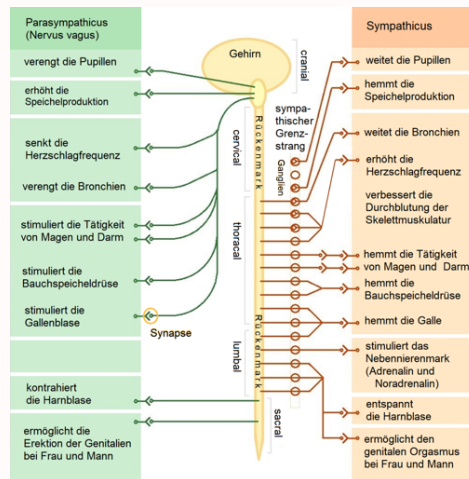 Parasympathicus
(Nervus vagus)
verengt die Pupillen
erhöht die
Speichelproduktion
senkt die
Herzschlagfrequenz
verengt die Bronchien
stimuliert die Tätigkeit
von Magen und Darm
stimuliert die
Bauchspeicheldrüse
stimuliert die
Gallenblase
kontrahiert
die Harnblase
ermöglicht die
Erektion der Genitalien
bei Frau und Mann
Gehirn
cranial
cervical
thoracal
lumbal
sacral
Rückenmark
Rückenmark
sympa-
thischer
Grenz-
strang
Ganglien
Synapse
Sympathicus
weitet die Pupillen
hemmt die
Speichelproduktion
weitet die Bronchien
erhöht die
Herzschlagfrequenz
verbessert die
Durchblutung der
Skelettmuskulatur
hemmt die Tätigkeit
von Magen und Darm
hemmt die
Bauchspeicheldrüse
hemmt die Galle
stimuliert das
Nebennierenmark
(Adrenalin und
Noradrenalin)
entspannt
die Harnblase
ermöglicht den
genitalen Orgasmus
bei Frau und Mann